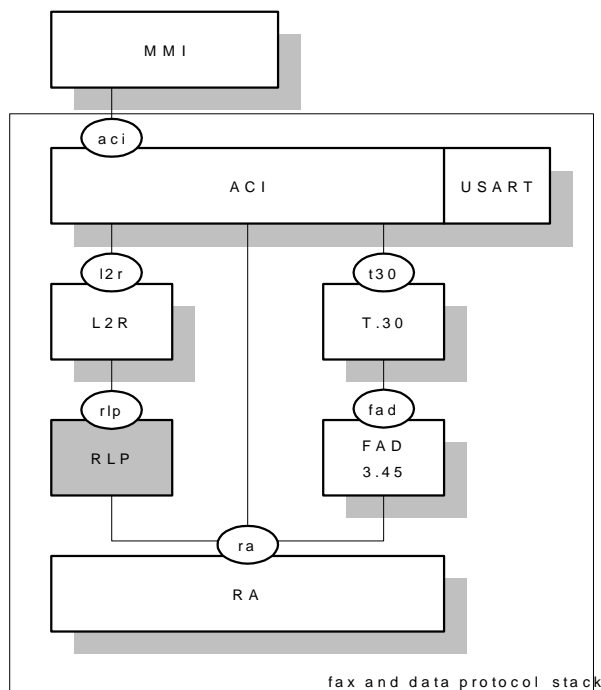 MMI
aci
ACI
USART
l2r
t30
L2R
T.30
rlp
fad
RLP
FAD
3.45
ra
RA
fax and data protocol stack